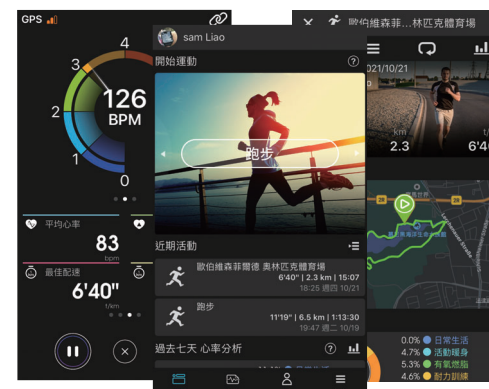 GPS
4
3
2
1
0
126
BPM
平均心率
83
bpm
最佳配速
6'40"
t/km
sam Liao
開始運動
跑步
近期活動
歐伯維森菲爾德 奧林匹克體育場
6'40" | 2.3 km | 15:07
18:25 週四 10/21
跑步
11'19" | 6.5 km | 1:13:30
19:47 週二 10/19
過去七天 心率分析
歐伯維森菲...林匹克體育場
021/10/21
km
2.3
t/
6'4
0.0% 日常生活
4.7% 活動暖身
5.3% 有氧燃脂
4.6% 耐力訓練